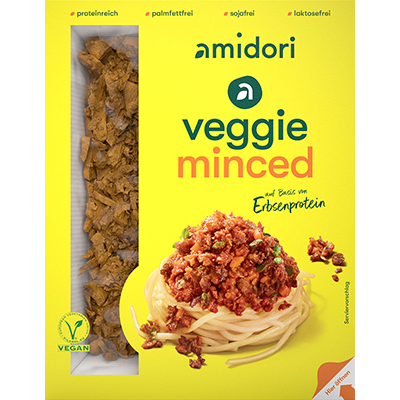 # proteinreich # palmfettfrei # sojafrei # laktosefrei
amidori
a
veggie
minced
auf Basis von
Erbsenprotein
Serviervorschlag
VEGAN
Hier öffnen